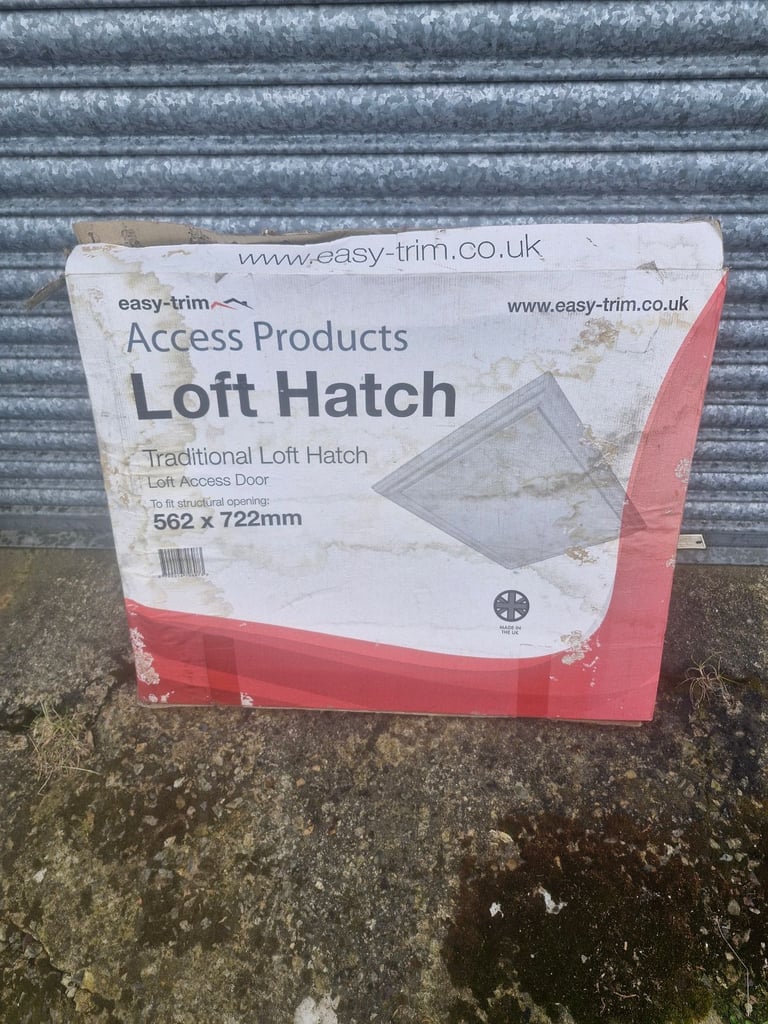 www.easy-trim.co.uk
easy-trim
www.easy-trim.co.uk
Access Products
Loft Hatch
Traditional Loft Hatch
Loft Access Door
To fit structural opening:
562 x 722mm
MADE IN
THE UK